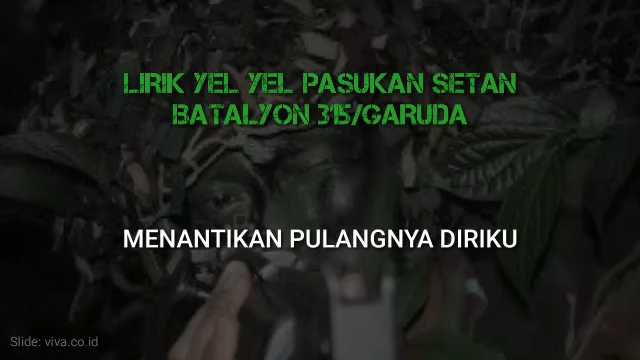 LIRIK YEL YEL PASUKAN SETAN
BATALYON 315/GARUDA
MENANTIKAN PULANGNYA DIRIKU
Slide: viva.co.id